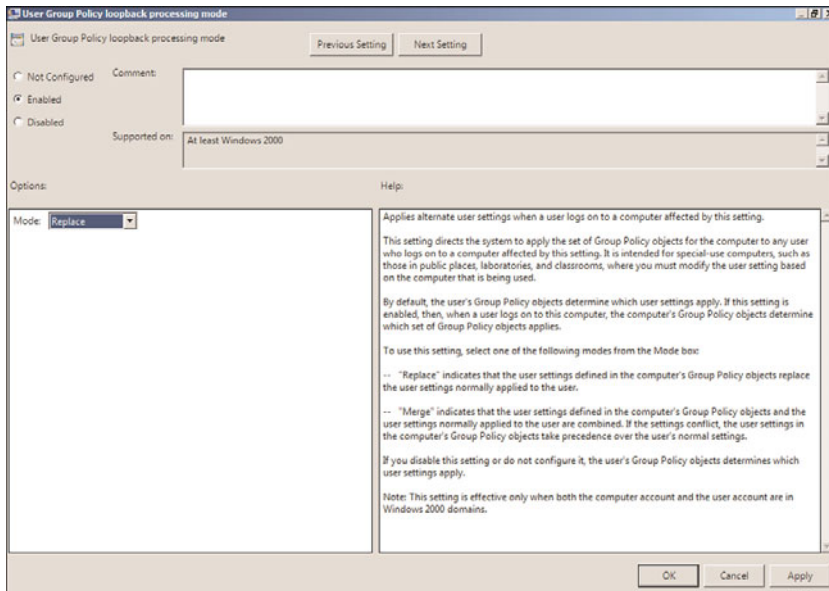 User Group Policy loopback processing mode
User Group Policy loopback processing mode
Previous Setting
Next Setting
Not Configured
Enabled
Disabled
Comment:
Supported on:
At least Windows 2000
Options:
Help:
Mode:
Replace
Applies alternate user settings when a user logs on to a computer affected by this setting.
This setting directs the system to apply the set of Group Policy objects for the computer to any user
who logs on to a computer affected by this setting. It is intended for special-use computers, such as
those in public places, laboratories, and classrooms, where you must modify the user setting based
on the computer that is being used.
By default, the user's Group Policy objects determine which user settings apply. If this setting is
enabled, then, when a user logs on to this computer, the computer's Group Policy objects determine
which set of Group Policy objects applies.
To use this setting, select one of the following modes from the Mode box:
-- "Replace" indicates that the user settings defined in the computer's Group Policy objects replace
the user settings normally applied to the user.
-- "Merge" indicates that the user settings defined in the computer's Group Policy objects and the
user settings normally applied to the user are combined. If the settings conflict, the user settings in
the computer's Group Policy objects take precedence over the user's normal settings.
If you disable this setting or do not configure it, the user's Group Policy objects determines which
user settings apply.
Note: This setting is effective only when both the computer account and the user account are in
Windows 2000 domains.
OK
Cancel
Apply